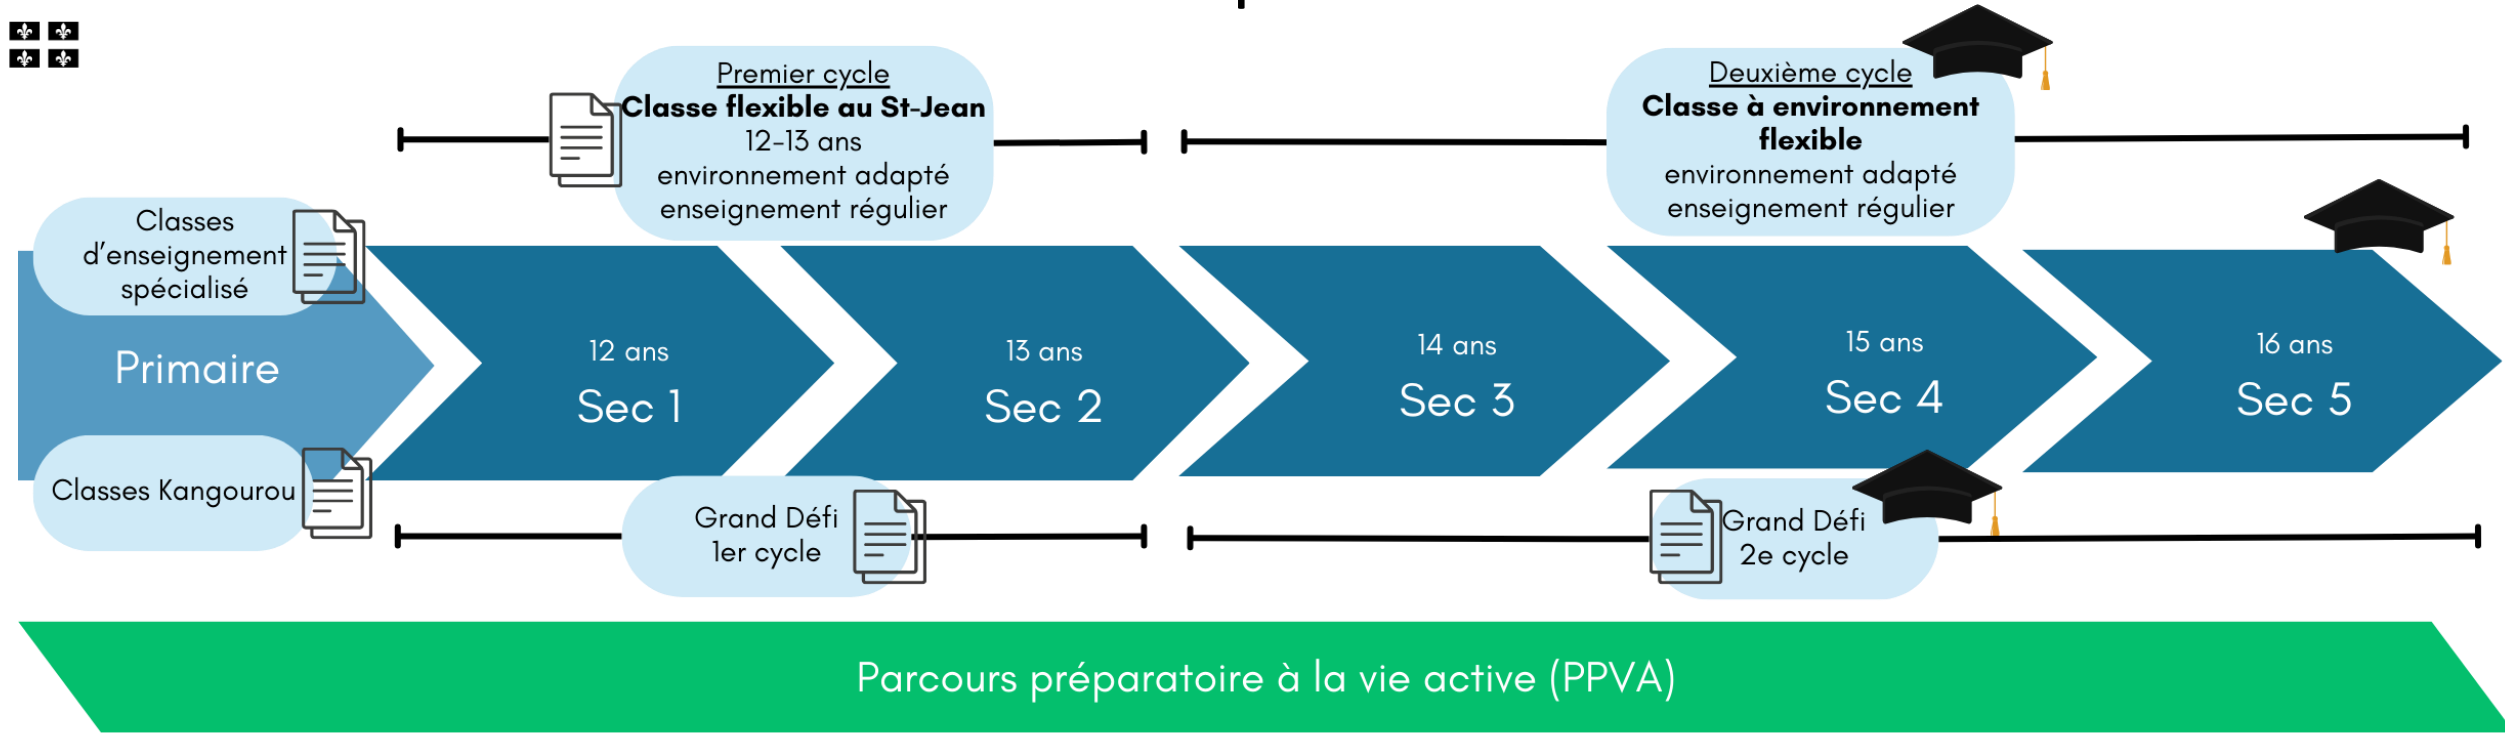 Premier cycle
Classe flexible au St-Jean
12-13 ans
environnement adapté
enseignement régulier
Deuxième cycle
Classe à environnement
flexible
environnement adapté
enseignement régulier
Classes
d'enseignement
spécialisé
Primaire
Classes Kangourou
12 ans
Sec 1
13 ans
Sec 2
14 ans
Sec 3
15 ans
Sec 4
16 ans
Sec 5
Grand Défi
1er cycle
Grand Défi
2e cycle
Parcours préparatoire à la vie active (PPVA)